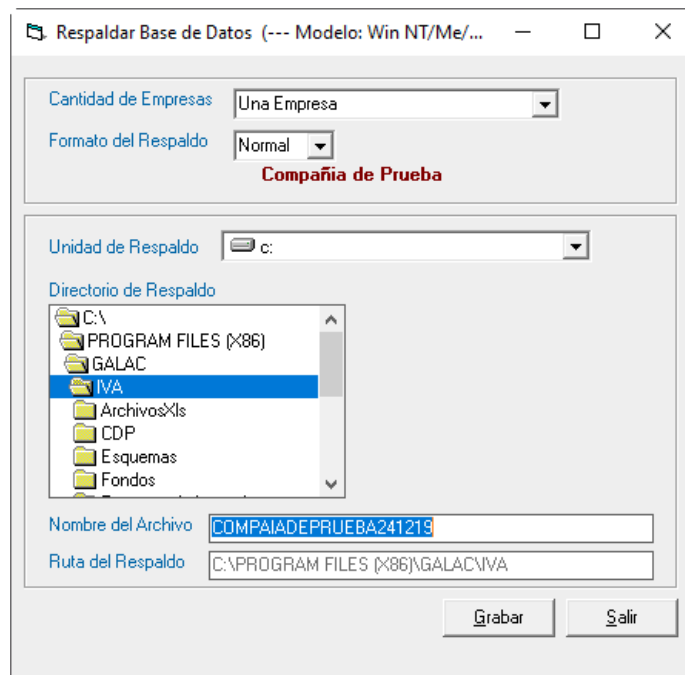 Respaldar Base de Datos (--- Modelo: Win NT/Me/...
Cantidad de Empresas Una Empresa
Formato del Respaldo Normal
Compañia de Prueba
Unidad de Respaldo c:
Directorio de Respaldo
C:\
PROGRAM FILES (X86)
GALAC
IVA
ArchivosXls
CDP
Esquemas
Fondos
Nombre del Archivo COMPAIADEPRUEBA241219
Ruta del Respaldo C:\PROGRAM FILES (X86)\GALAC\IVA
Grabar Salir